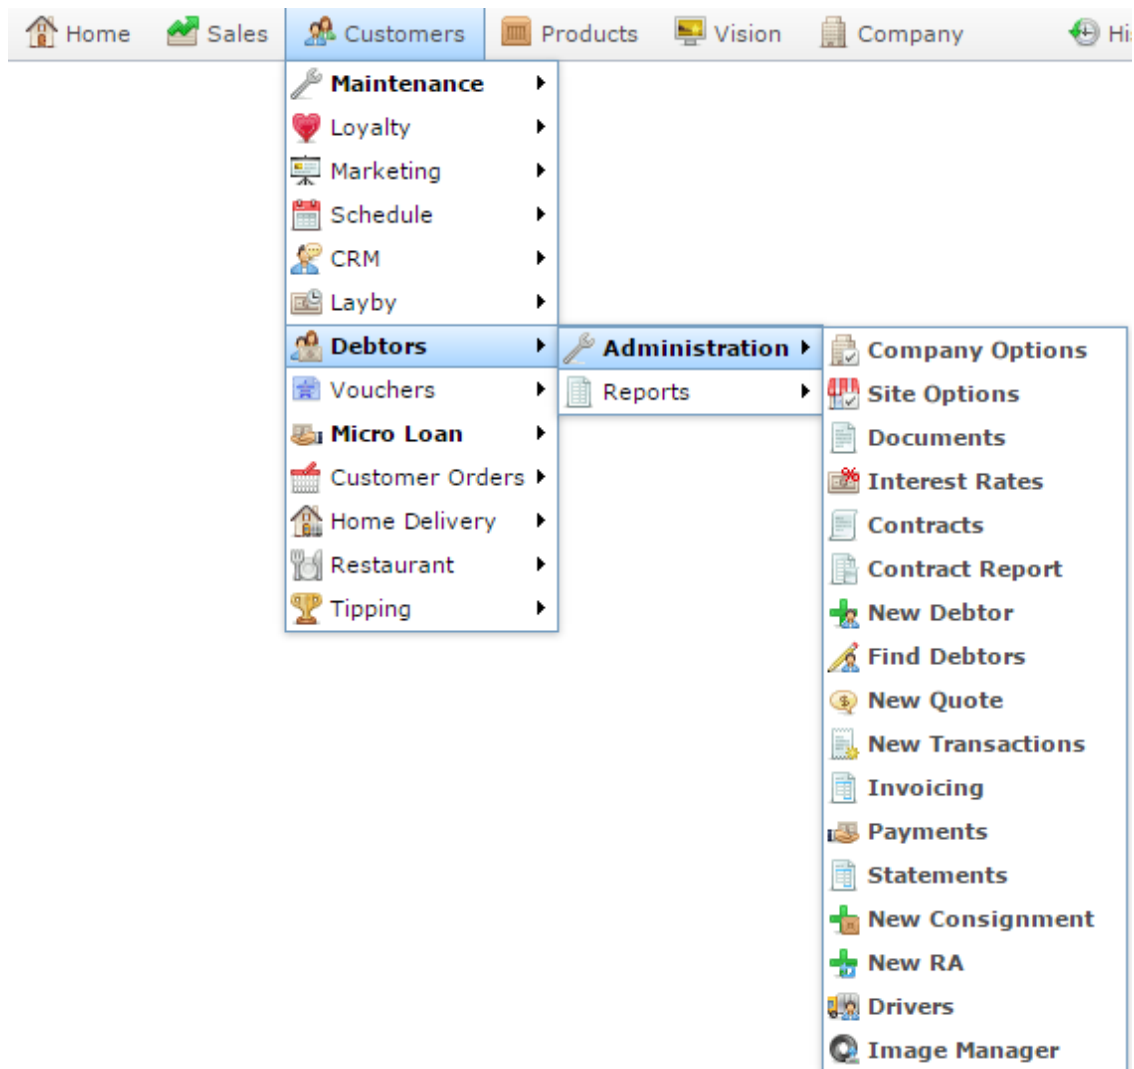 Home Sales Customers Products Vision Company
Maintenance
Loyalty
Marketing
Schedule
CRM
Layby
Debtors
Vouchers
Micro Loan
Customer Orders
Home Delivery
Restaurant
Tipping
Administration
Reports
Company Options
Site Options
Documents
Interest Rates
Contracts
Contract Report
New Debtor
Find Debtors
New Quote
New Transactions
Invoicing
Payments
Statements
New Consignment
New RA
Drivers
Image Manager